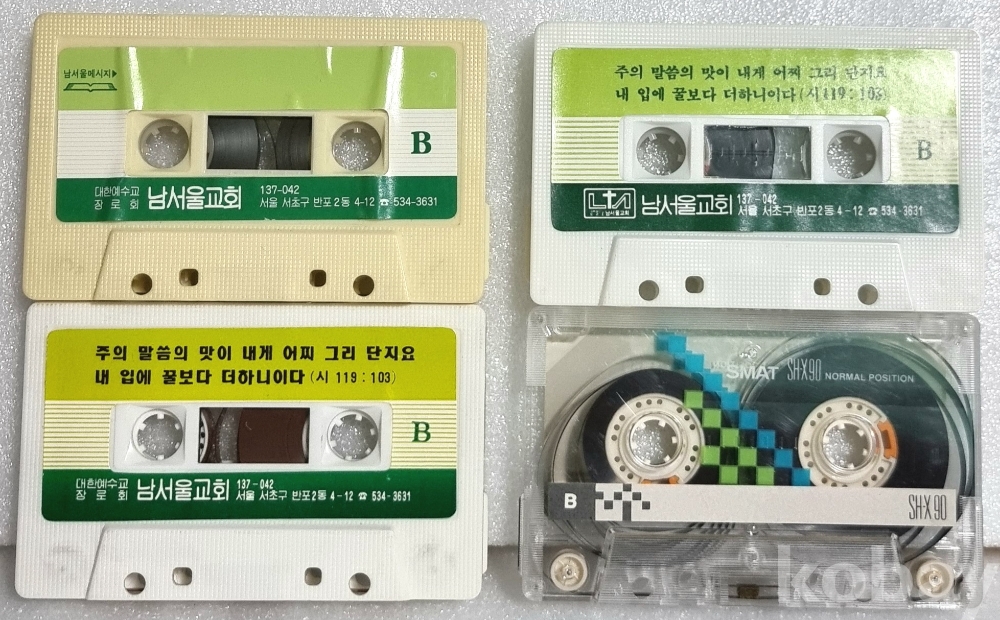 남서울메시지▶
B
대한예수교
장로회
남서울교회
137-042
서울 서초구 반포2동 4-12 ☎ 534-3631
주의 말씀의 맛이 내게 어찌 그리 단지요
내 입에 꿀보다 더하니이다 (시 119 : 103)
B
남서울교회
남서울교회
137-042
서울 서초구 반포2동 4-12 ☎ 534-3631
주의 말씀의 맛이 내게 어찌 그리 단지요
내 입에 꿀보다 더하니이다 (시 119 : 103)
B
대한예수교
장로회
남서울교회
137-042
서울 서초구 반포2동 4-12 ☎ 534-3631
SMAT SH-X90 NORMAL POSITION
B
SH-X 90
kobay